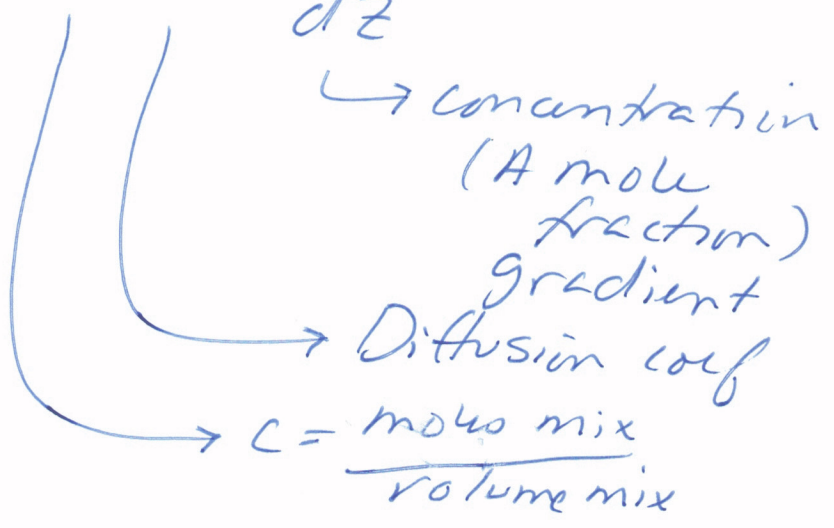 dz
concentration
(A mole
fraction)
gradient
Diffusion coef
c = moles mix
volume mix